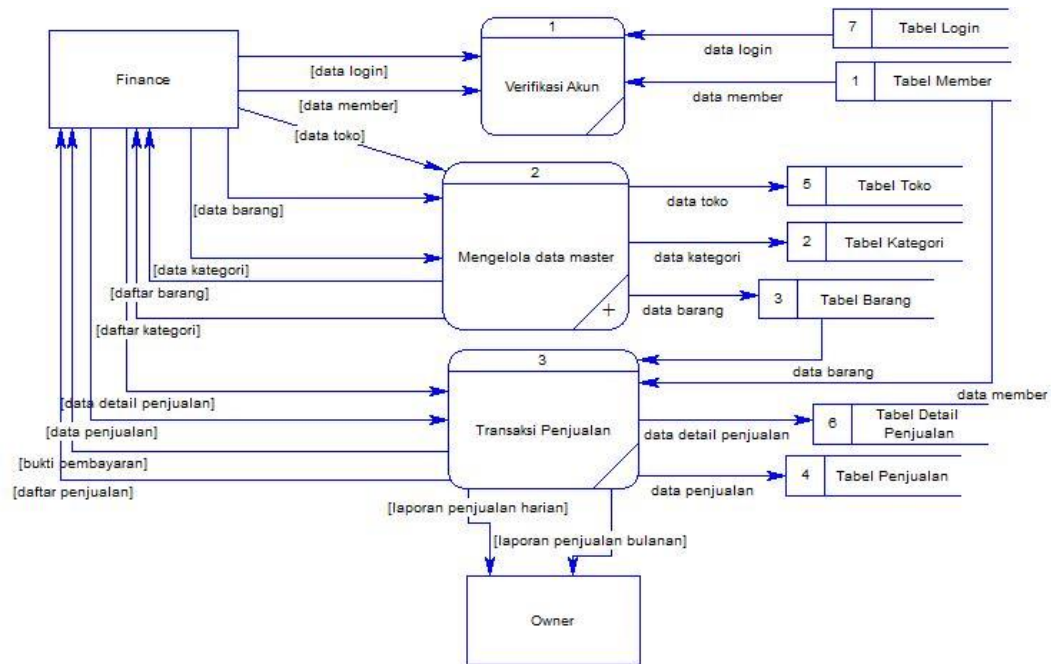 1
7
Tabel Login
data login
Finance
[data login]
Verifikasi Akun
1
Tabel Member
[data member]
data member
[data toko]
2
5
Tabel Toko
data toko
[data barang]
2
Tabel Kategori
Mengelola data master
data kategori
[data kategori]
[daftar barang]
3
Tabel Barang
data barang
+
[daftar kategori]
3
data barang
data member
[data detail penjualan]
6
Tabel Detail
Penjualan
Transaksi Penjualan
data detail penjualan
[data penjualan]
[bukti pembayaran]
4
Tabel Penjualan
data penjualan
[daftar penjualan]
[laporan penjualan harian]
[laporan penjualan bulanan]
Owner